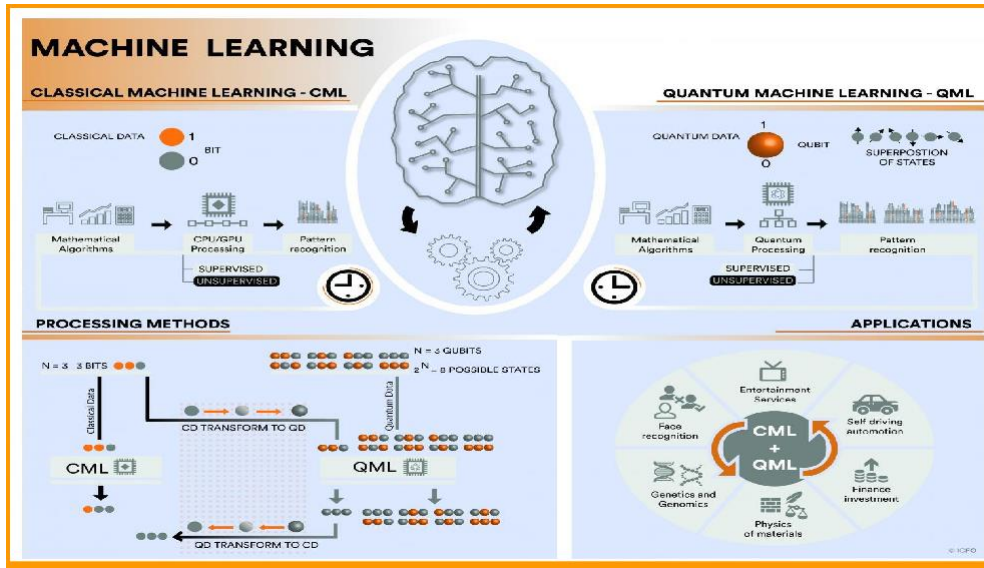 MACHINE LEARNING
CLASSICAL MACHINE LEARNING - CML
CLASSICAL DATA
1
BIT
0
Mathematical
Algorithms
CPU/GPU
Processing
Pattern
recognition
SUPERVISED
UNSUPERVISED
QUANTUM MACHINE LEARNING - QML
QUANTUM DATA
1
QUBIT
0
SUPERPOSTION
OF STATES
Mathematical
Algorithms
Quantum
Processing
Pattern
recognition
SUPERVISED
UNSUPERVISED
PROCESSING METHODS
N = 3 3 BITS
N = 3 QUBITS
2 N = 8 POSSIBLE STATES
Classical Data
Quantum Data
CD TRANSFORM TO QD
CML
QML
QD TRANSFORM TO CD
APPLICATIONS
Entertainment
Services
Face
recognition
Self driving
automation
CML
+
QML
Genetics and
Genomics
Finance
investment
Physics
of materials
© ICFO